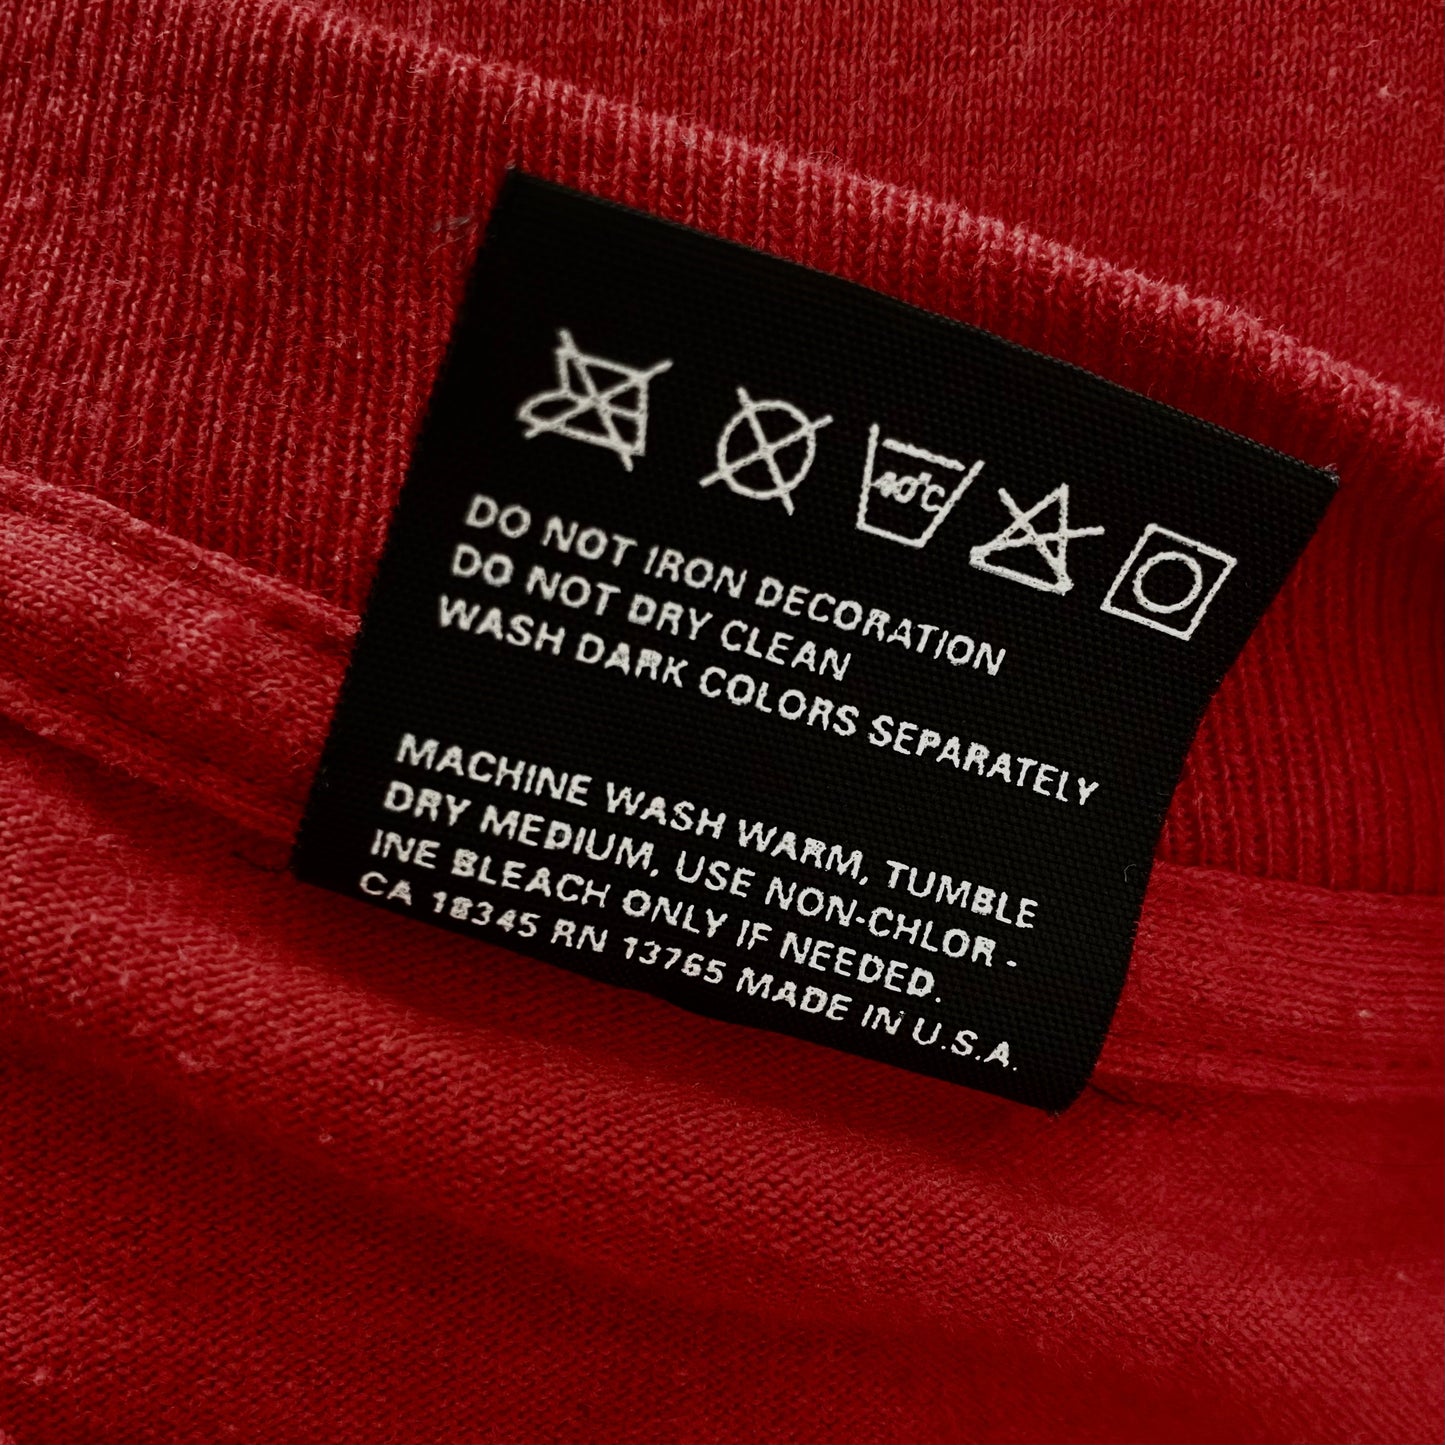 40°C
DO NOT IRON DECORATION
DO NOT DRY CLEAN
WASH DARK COLORS SEPARATELY
MACHINE WASH WARM, TUMBLE
DRY MEDIUM, USE NON-CHLOR -
INE BLEACH ONLY IF NEEDED.
CA 18345 RN 13765 MADE IN U.S.A.